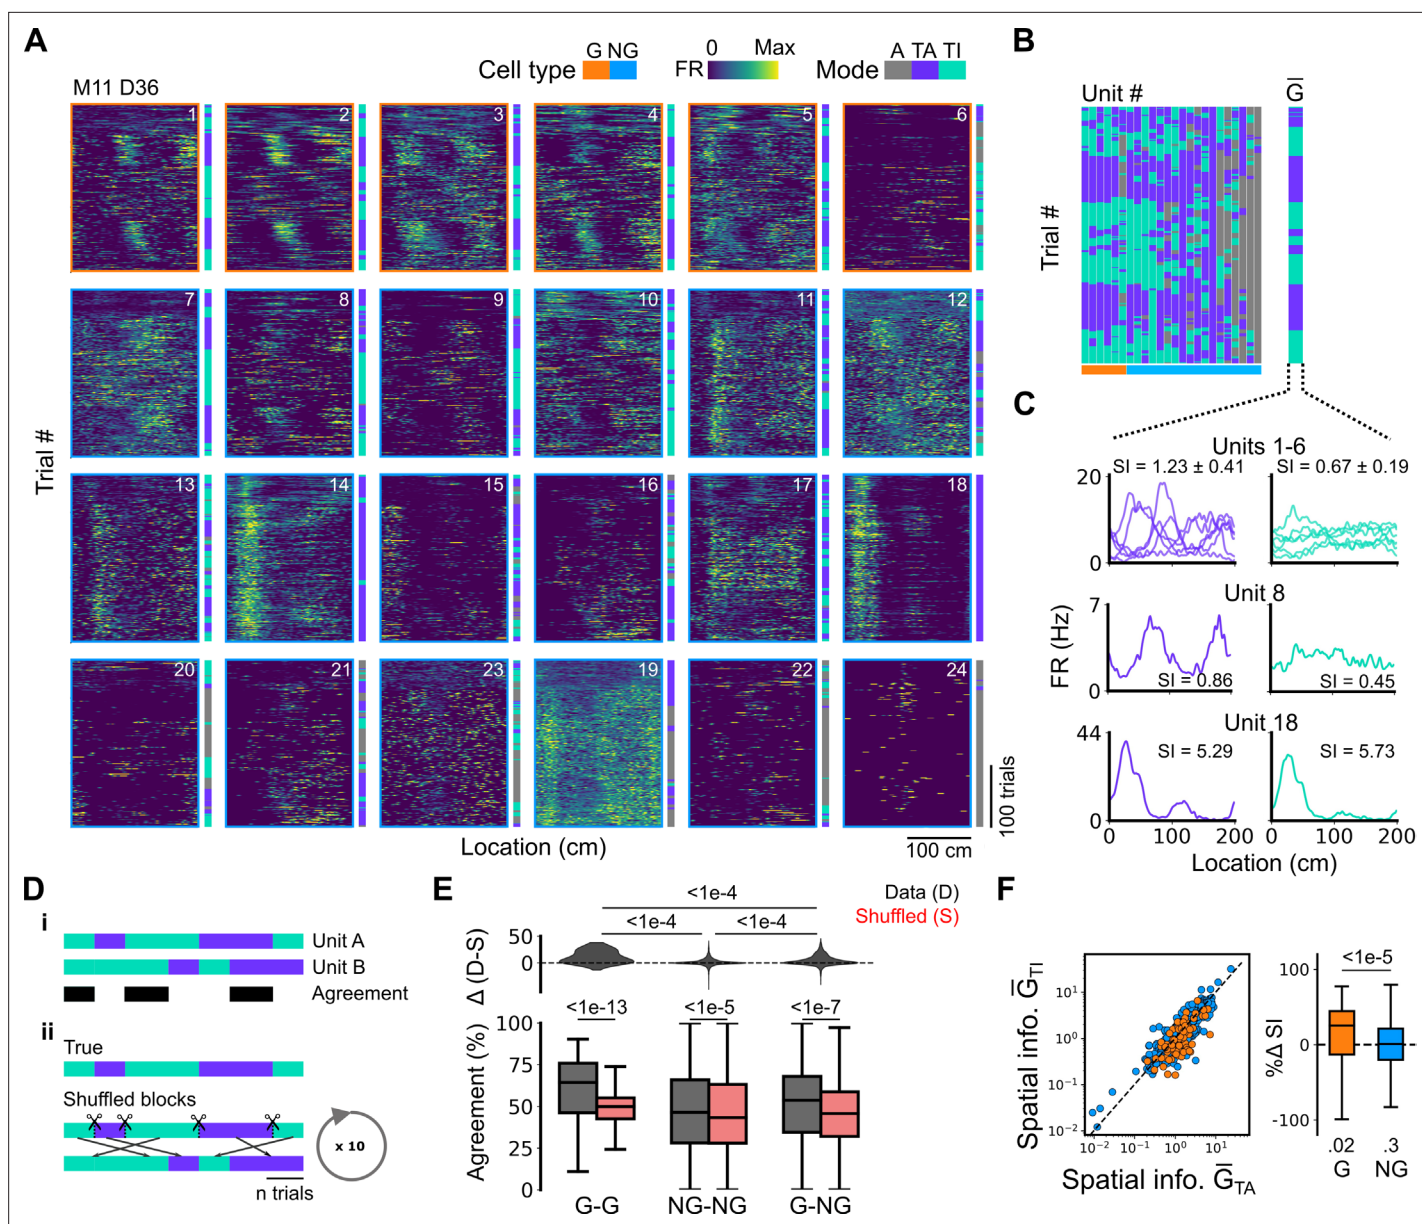 A
G NG
Cell type
0 Max
FR
A TA TI
Mode
M11 D36
1 2 3 4 5 6
7 8 9 10 11 12
13 14 15 16 17 18
20 21 23 19 22 24
Trial #
Location (cm)
100 cm
100 trials
B
Unit #
G̅
Trial #
C
Units 1-6
SI = 1.23 ± 0.41
SI = 0.67 ± 0.19
20
0
Unit 8
7
0
SI = 0.86
SI = 0.45
FR (Hz)
Unit 18
44
0
SI = 5.29
SI = 5.73
0 100 200
0 100 200
Location (cm)
D
i
Unit A
Unit B
Agreement
ii
True
Shuffled blocks
x 10
n trials
E
Data (D)
Shuffled (S)
<1e-4
<1e-4 <1e-4
50
0
Δ (D-S)
<1e-13 <1e-5 <1e-7
100
75
50
25
0
Agreement (%)
G-G NG-NG G-NG
F
Spatial info. G̅TI
10¹
10⁰
10⁻¹
10⁻²
10⁻² 10⁻¹ 10⁰ 10¹
Spatial info. G̅TA
<1e-5
100
0
-100
%Δ SI
.02 .3
G NG